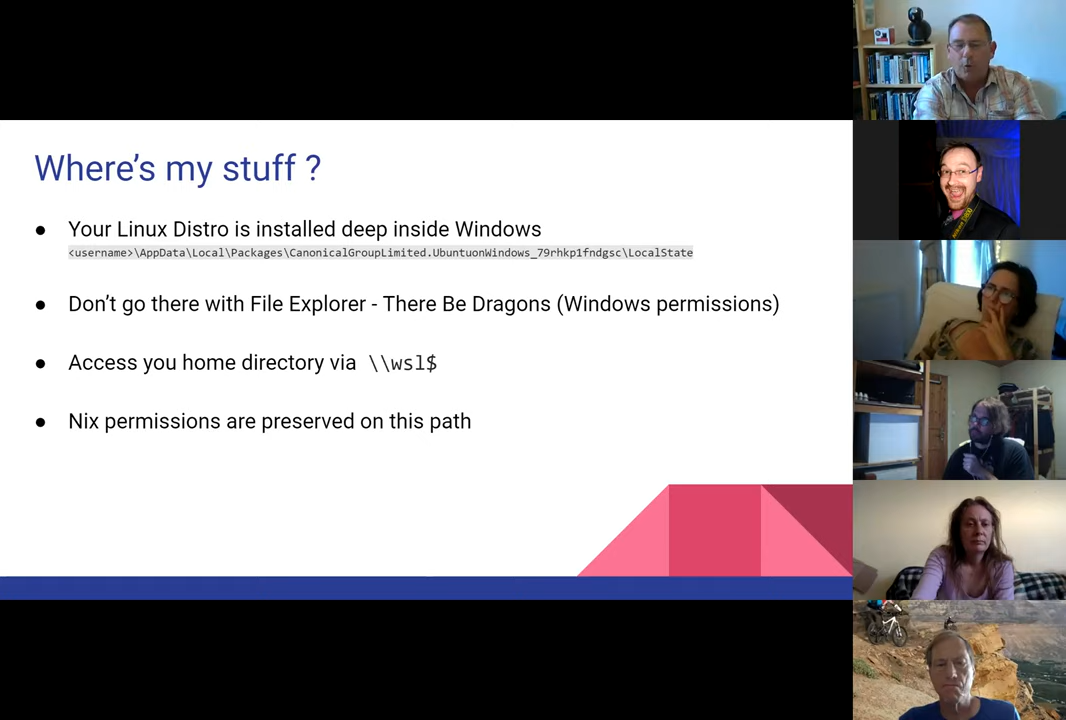 Where’s my stuff ?
● Your Linux Distro is installed deep inside Windows
<username>\AppData\Local\Packages\CanonicalGroupLimited.UbuntuonWindows_79rhkp1fndgsc\LocalState
● Don’t go there with File Explorer - There Be Dragons (Windows permissions)
● Access you home directory via \\wsl$
● Nix permissions are preserved on this path